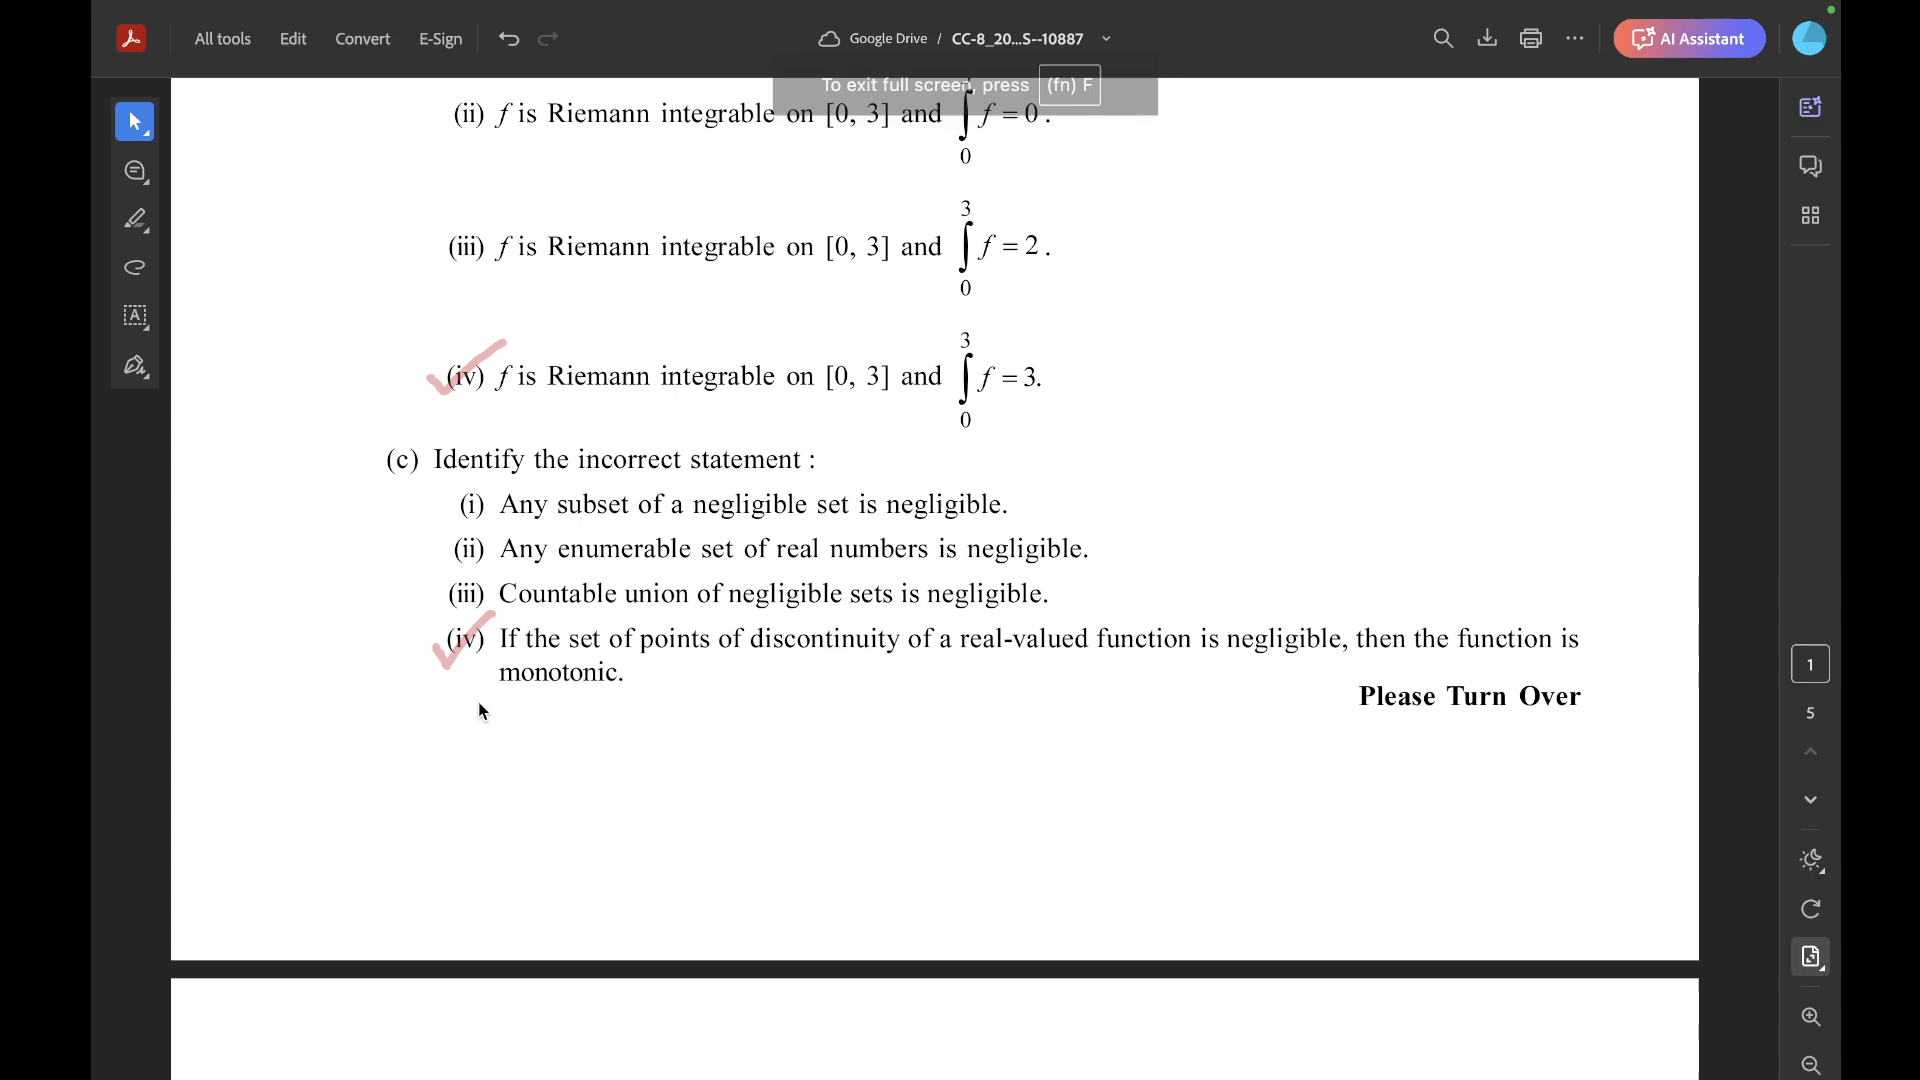 All tools Edit Convert E-Sign Google Drive / CC-8_20...S--10887 AI Assistant
To exit full screen, press (fn) F
(ii) f is Riemann integrable on [0, 3] and ∫ f = 0 .
0
3
(iii) f is Riemann integrable on [0, 3] and ∫ f = 2 .
0
3
(iv) f is Riemann integrable on [0, 3] and ∫ f = 3.
0
(c) Identify the incorrect statement :
(i) Any subset of a negligible set is negligible.
(ii) Any enumerable set of real numbers is negligible.
(iii) Countable union of negligible sets is negligible.
(iv) If the set of points of discontinuity of a real-valued function is negligible, then the function is
monotonic.
Please Turn Over
1
5